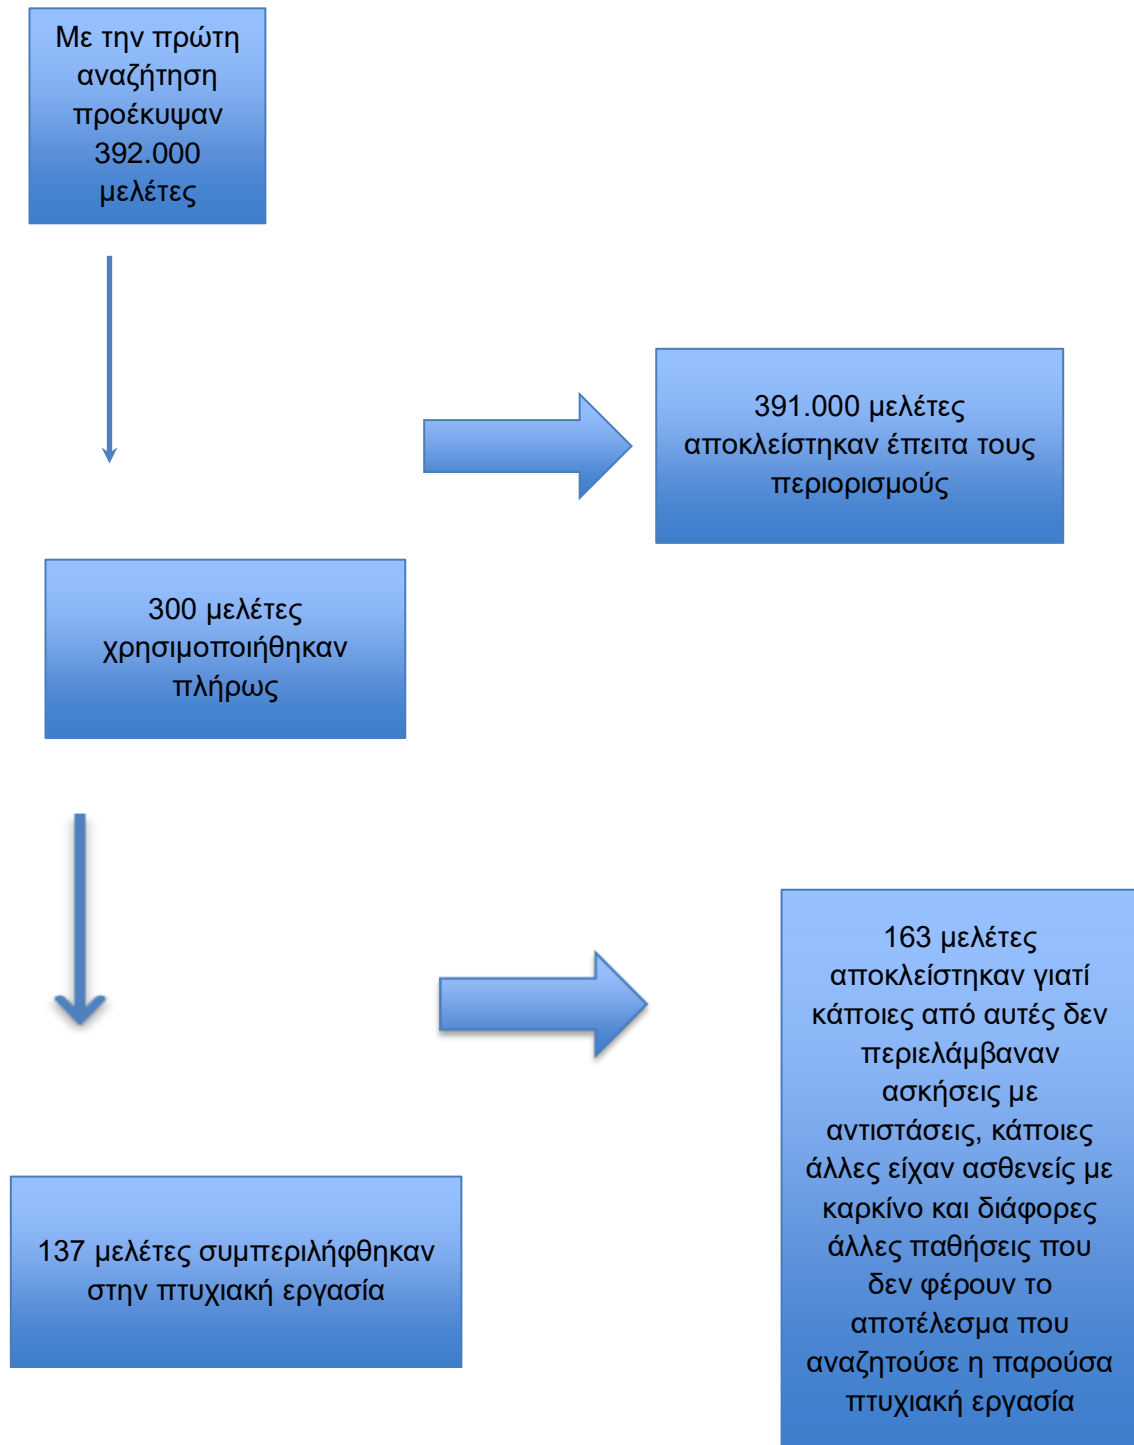 Με την πρώτη
αναζήτηση
προέκυψαν
392.000
μελέτες
391.000 μελέτες
αποκλείστηκαν έπειτα τους
περιορισμούς
300 μελέτες
χρησιμοποιήθηκαν
πλήρως
163 μελέτες
αποκλείστηκαν γιατί
κάποιες από αυτές δεν
περιελάμβαναν
ασκήσεις με
αντιστάσεις, κάποιες
άλλες είχαν ασθενείς με
καρκίνο και διάφορες
άλλες παθήσεις που
δεν φέρουν το
αποτέλεσμα που
αναζητούσε η παρούσα
πτυχιακή εργασία
137 μελέτες συμπεριλήφθηκαν
στην πτυχιακή εργασία